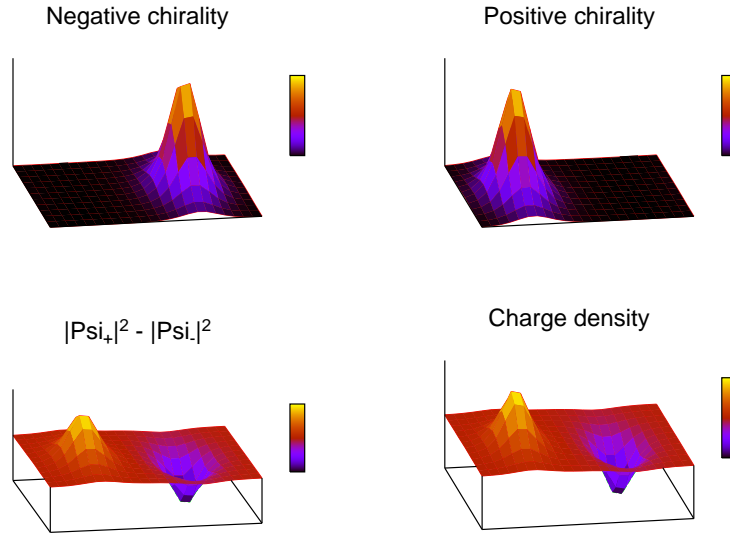 Negative chirality
Positive chirality
|Psi₊|² - |Psi₋|²
Charge density